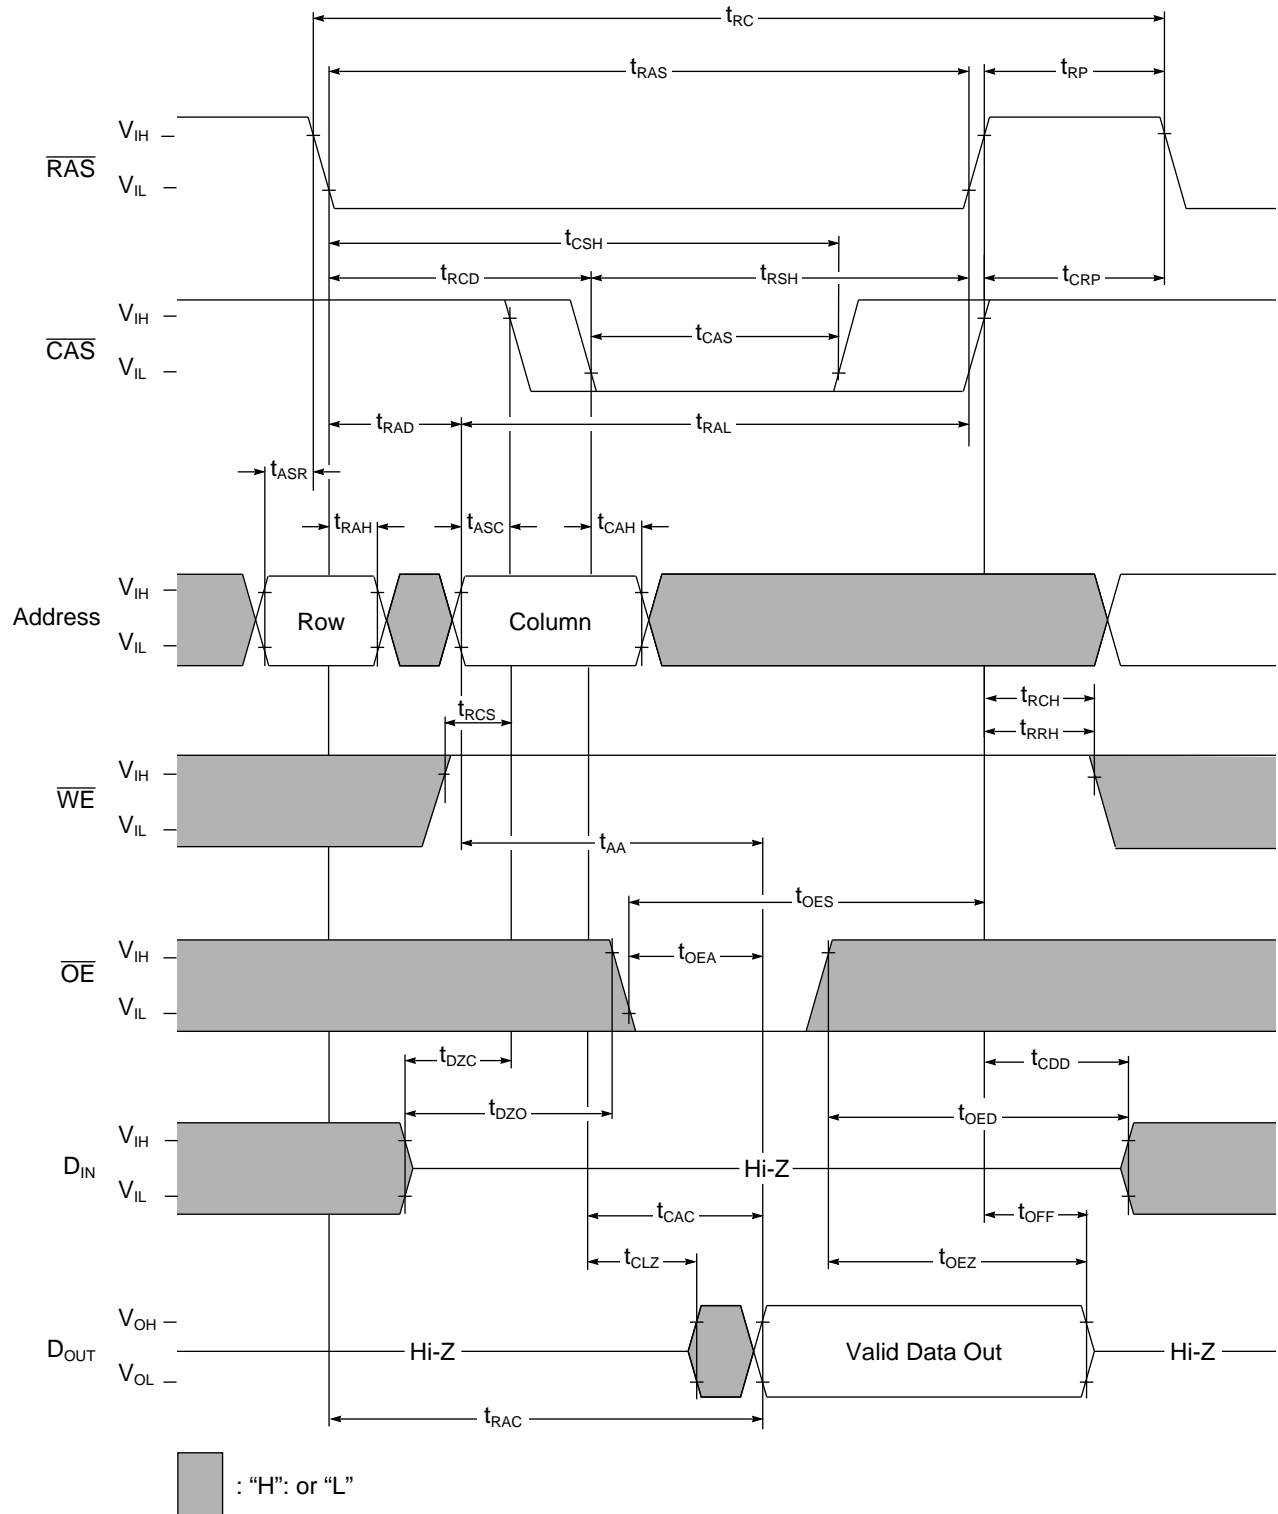 tRC
tRAS
tRP
VIH
RAS
VIL
tCSH
tRCD
tRSH
tCRP
VIH
CAS
tCAS
VIL
tRAD
tRAL
tASR
tRAH
tASC
tCAH
VIH
Address
Row
Column
VIL
tRCH
tRCS
tRRH
VIH
WE
VIL
tAA
tOES
VIH
OE
tOEA
VIL
tDZC
tCDD
tDZO
tOED
VIH
DIN
Hi-Z
VIL
tCAC
tOFF
tCLZ
tOEZ
VOH
DOUT
Hi-Z
Valid Data Out
Hi-Z
VOL
tRAC
: “H”: or “L”